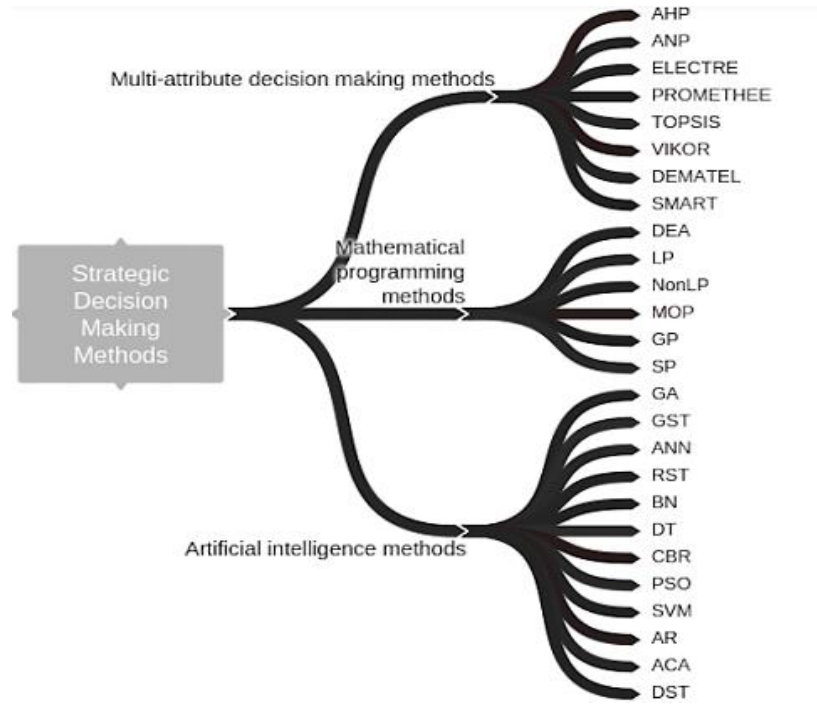 Strategic
Decision
Making
Methods
Multi-attribute decision making methods
AHP
ANP
ELECTRE
PROMETHEE
TOPSIS
VIKOR
DEMATEL
SMART
Mathematical
programming
methods
DEA
LP
NonLP
MOP
GP
SP
Artificial intelligence methods
GA
GST
ANN
RST
BN
DT
CBR
PSO
SVM
AR
ACA
DST